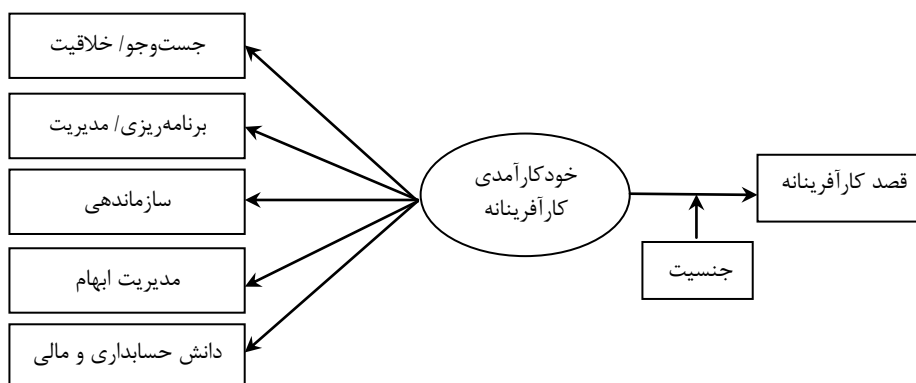 جست‌وجو/ خلاقیت
برنامه‌ریزی/ مدیریت
سازماندهی
مدیریت ابهام
دانش حسابداری و مالی
خودکارآمدی
کارآفرینانه
قصد کارآفرینانه
جنسیت